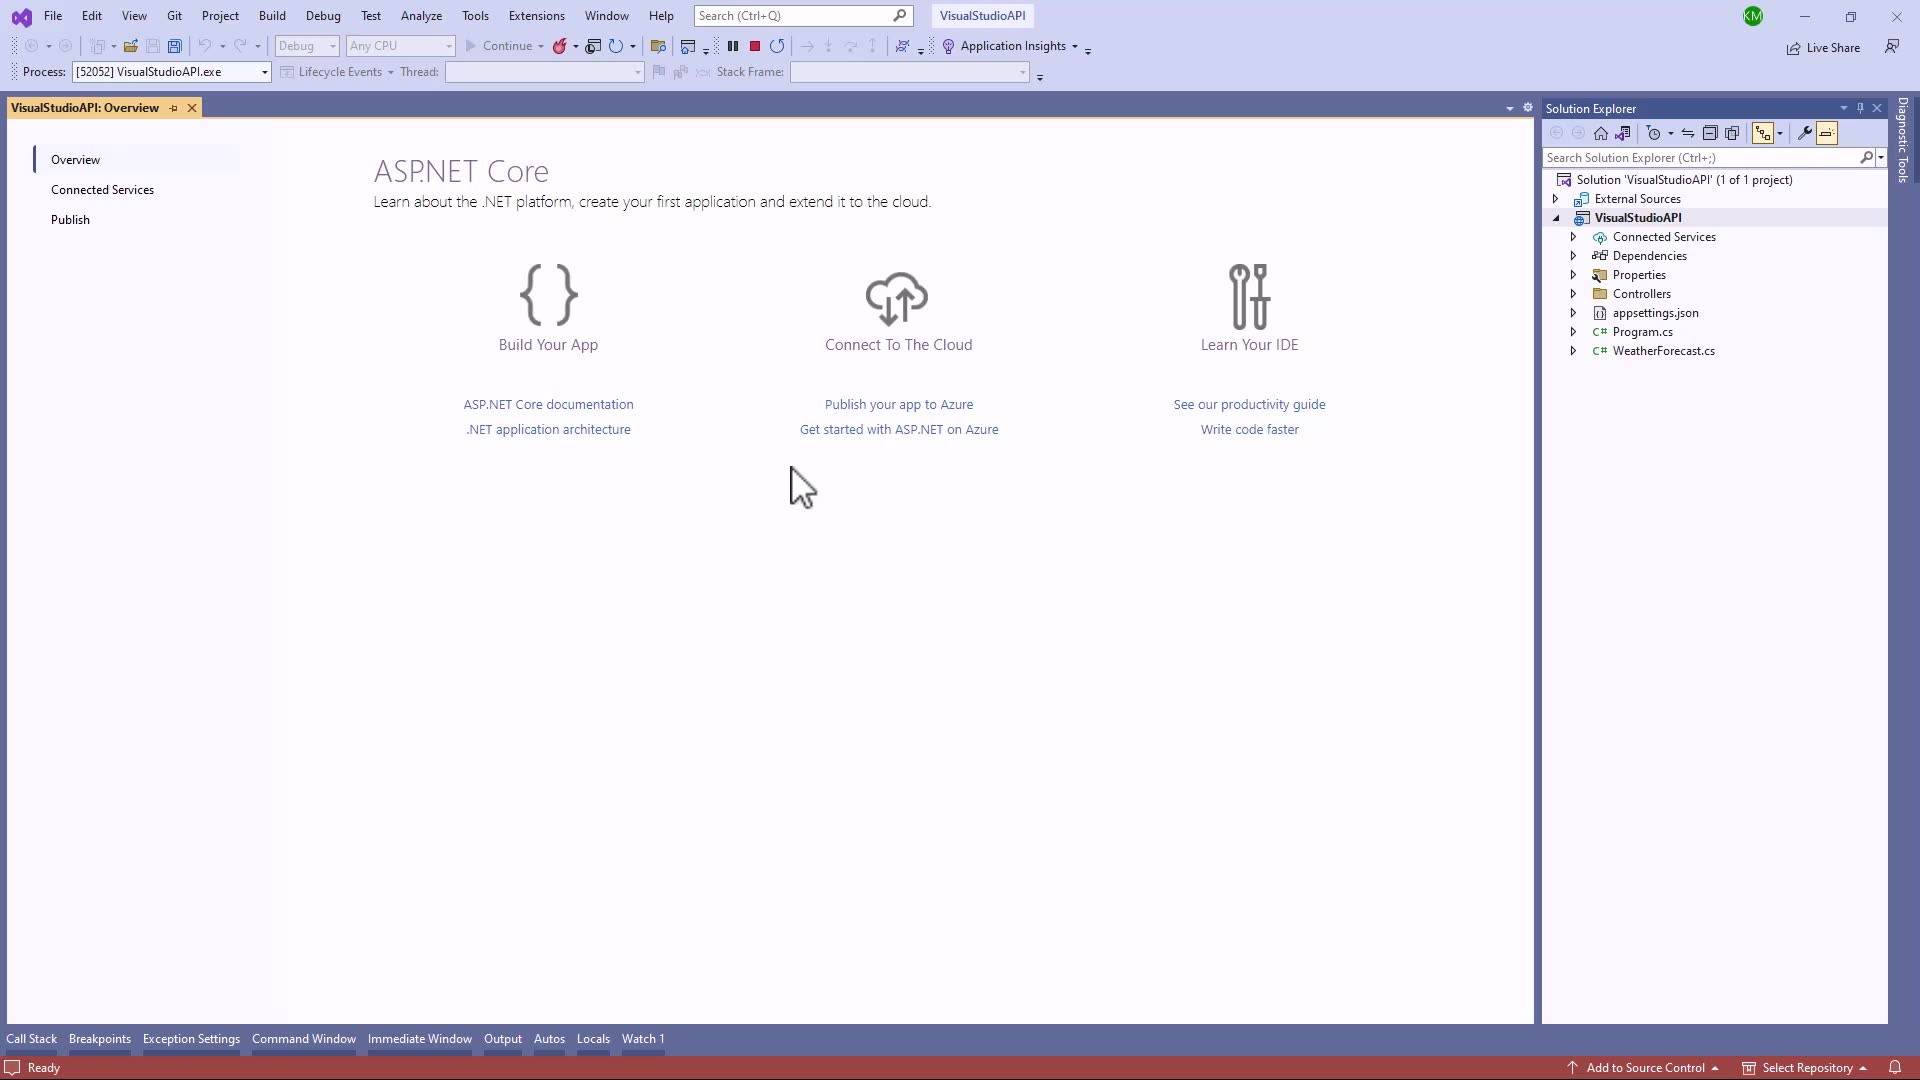 File Edit View Git Project Build Debug Test Analyze Tools Extensions Window Help Search (Ctrl+Q) VisualStudioAPI KM
Debug Any CPU Continue Application Insights Live Share
Process: [52052] VisualStudioAPI.exe Lifecycle Events Thread: Stack Frame:
VisualStudioAPI: Overview
Overview
Connected Services
Publish
ASP.NET Core
Learn about the .NET platform, create your first application and extend it to the cloud.
Build Your App
ASP.NET Core documentation
.NET application architecture
Connect To The Cloud
Publish your app to Azure
Get started with ASP.NET on Azure
Learn Your IDE
See our productivity guide
Write code faster
Solution Explorer
Search Solution Explorer (Ctrl+;)
Solution 'VisualStudioAPI' (1 of 1 project)
External Sources
VisualStudioAPI
Connected Services
Dependencies
Properties
Controllers
appsettings.json
C# Program.cs
C# WeatherForecast.cs
Diagnostic Tools
Call Stack Breakpoints Exception Settings Command Window Immediate Window Output Autos Locals Watch 1
Ready Add to Source Control Select Repository